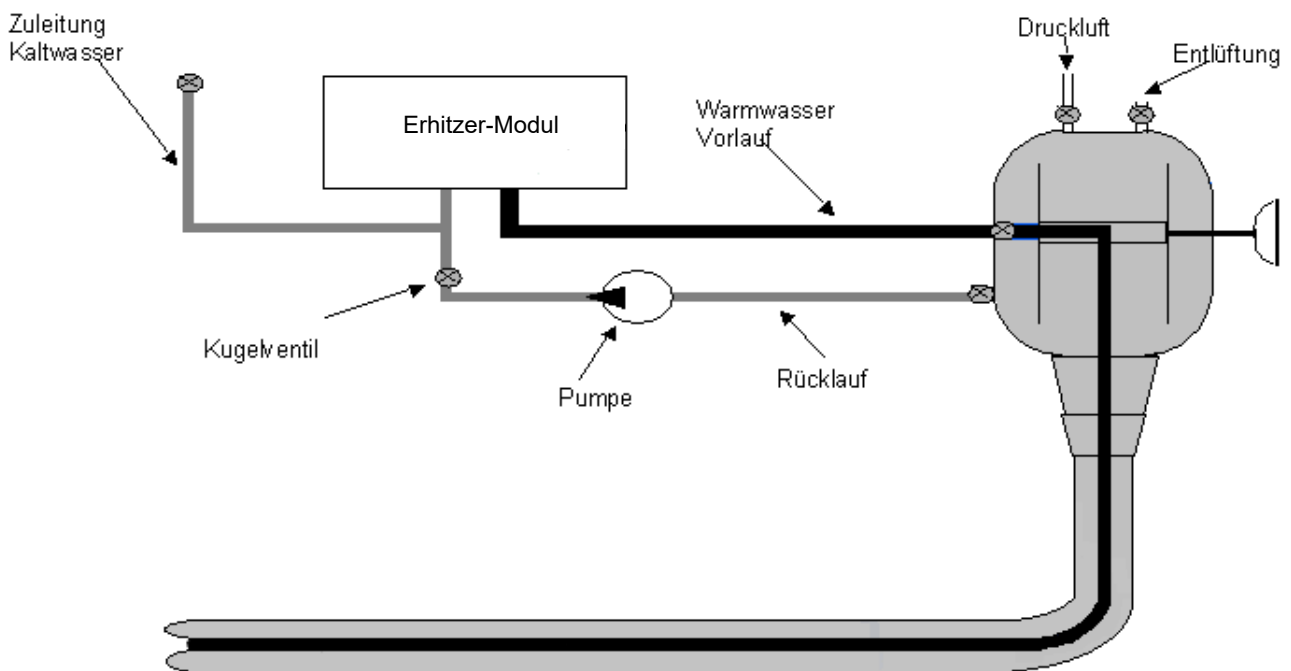 Zuleitung
Kaltwasser
Druckluft
Entlüftung
Erhitzer-Modul
Warmwasser
Vorlauf
Kugelventil
Pumpe
Rücklauf